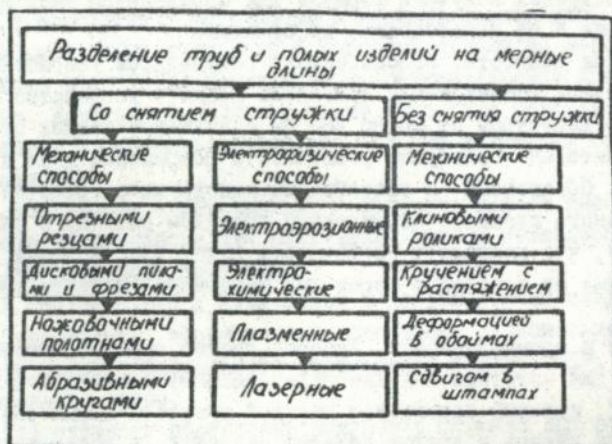 Разделение труб и полых изделий на мерные
длины
Со снятием стружки
Без снятия стружки
Механические
способы
Электрофизические
способы
Механические
способы
Отрезными
резцами
Электроэрозионные
Клиновыми
роликами
Дисковыми пила-
ми и фрезами
Электро-
химические
Кручением с
растяжением
Ножовочными
полотнами
Плазменные
Деформацией
в обоймах
Абразивными
кругами
Лазерные
Сдвигом в
штампах